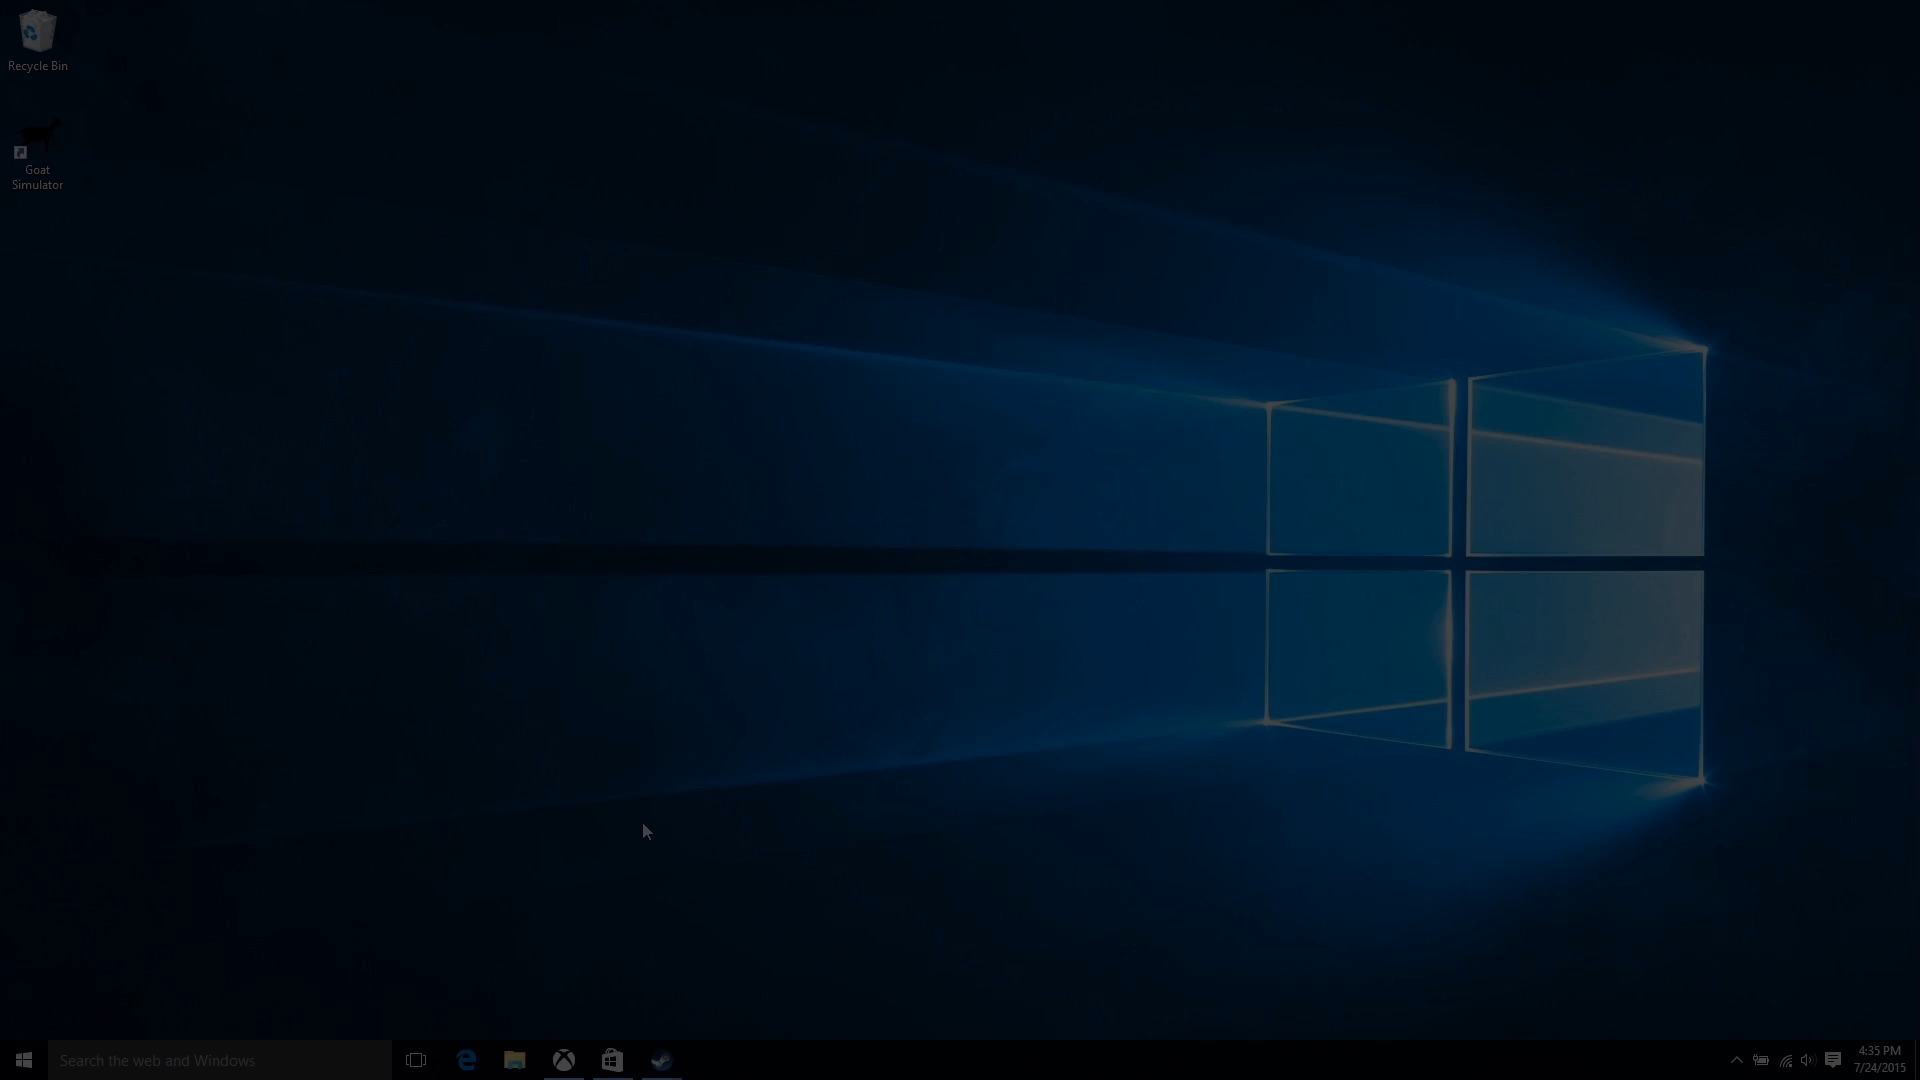 Recycle Bin
Goat
Simulator
Search the web and Windows
4:35 PM
7/24/2015